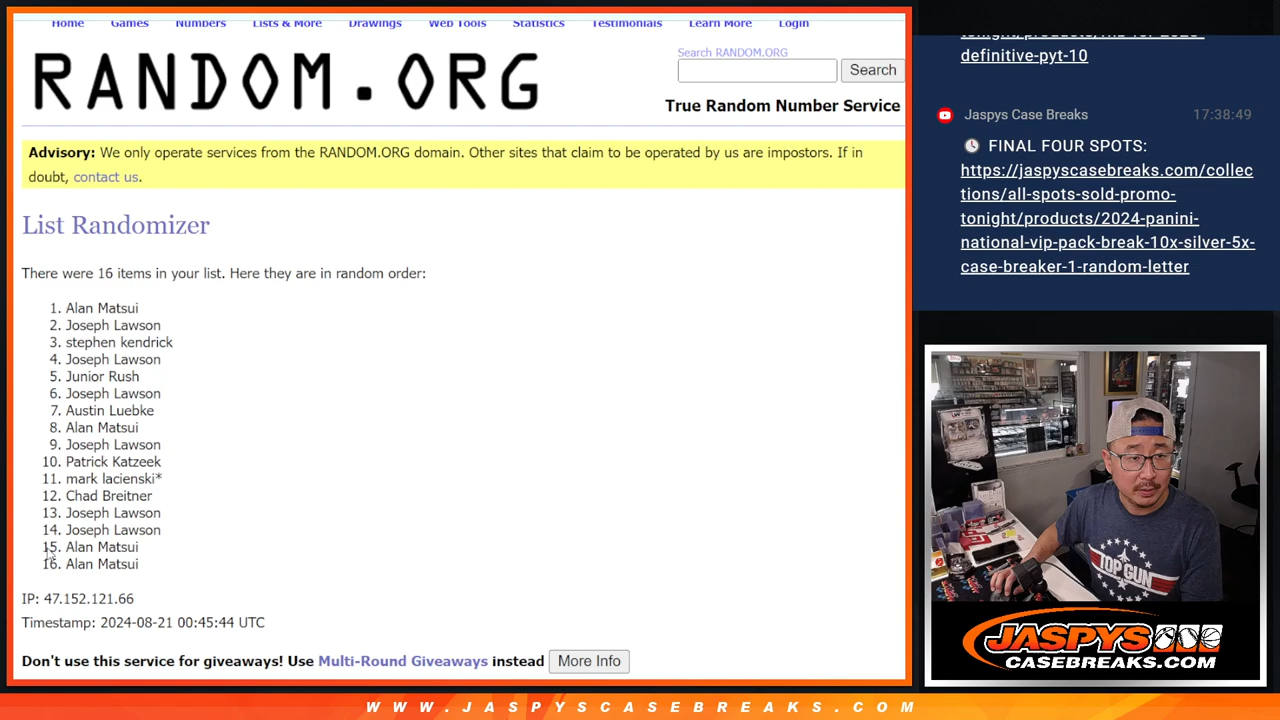 Home Games Numbers Lists & More Drawings Web Tools Statistics Testimonials Learn More Login
RANDOM.ORG
Search RANDOM.ORG
Search
True Random Number Service
Advisory: We only operate services from the RANDOM.ORG domain. Other sites that claim to be operated by us are impostors. If in
doubt, contact us.
List Randomizer
There were 16 items in your list. Here they are in random order:
1. Alan Matsui
2. Joseph Lawson
3. stephen kendrick
4. Joseph Lawson
5. Junior Rush
6. Joseph Lawson
7. Austin Luebke
8. Alan Matsui
9. Joseph Lawson
10. Patrick Katzeek
11. mark lacienski*
12. Chad Breitner
13. Joseph Lawson
14. Joseph Lawson
15. Alan Matsui
16. Alan Matsui
IP: 47.152.121.66
Timestamp: 2024-08-21 00:45:44 UTC
Don't use this service for giveaways! Use Multi-Round Giveaways instead
More Info
definitive-pyt-10
Jaspys Case Breaks 17:38:49
🕓 FINAL FOUR SPOTS:
https://jaspyscasebreaks.com/collec
tions/all-spots-sold-promo-
tonight/products/2024-panini-
national-vip-pack-break-10x-silver-5x-
case-breaker-1-random-letter
TOP GUN
JASPYS
CASEBREAKS.COM
WWW.JASPYSCASEBREAKS.COM